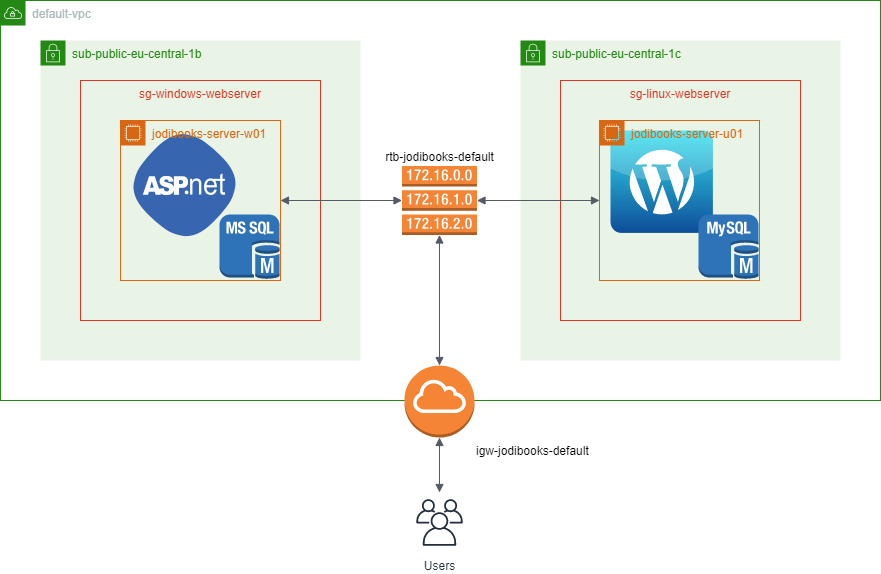 default-vpc
sub-public-eu-central-1b
sub-public-eu-central-1c
sg-windows-webserver
sg-linux-webserver
jodibooks-server-w01
jodibooks-server-u01
rtb-jodibooks-default
172.16.0.0
172.16.1.0
172.16.2.0
ASP.net
W
MS SQL
M
MySQL
M
igw-jodibooks-default
Users